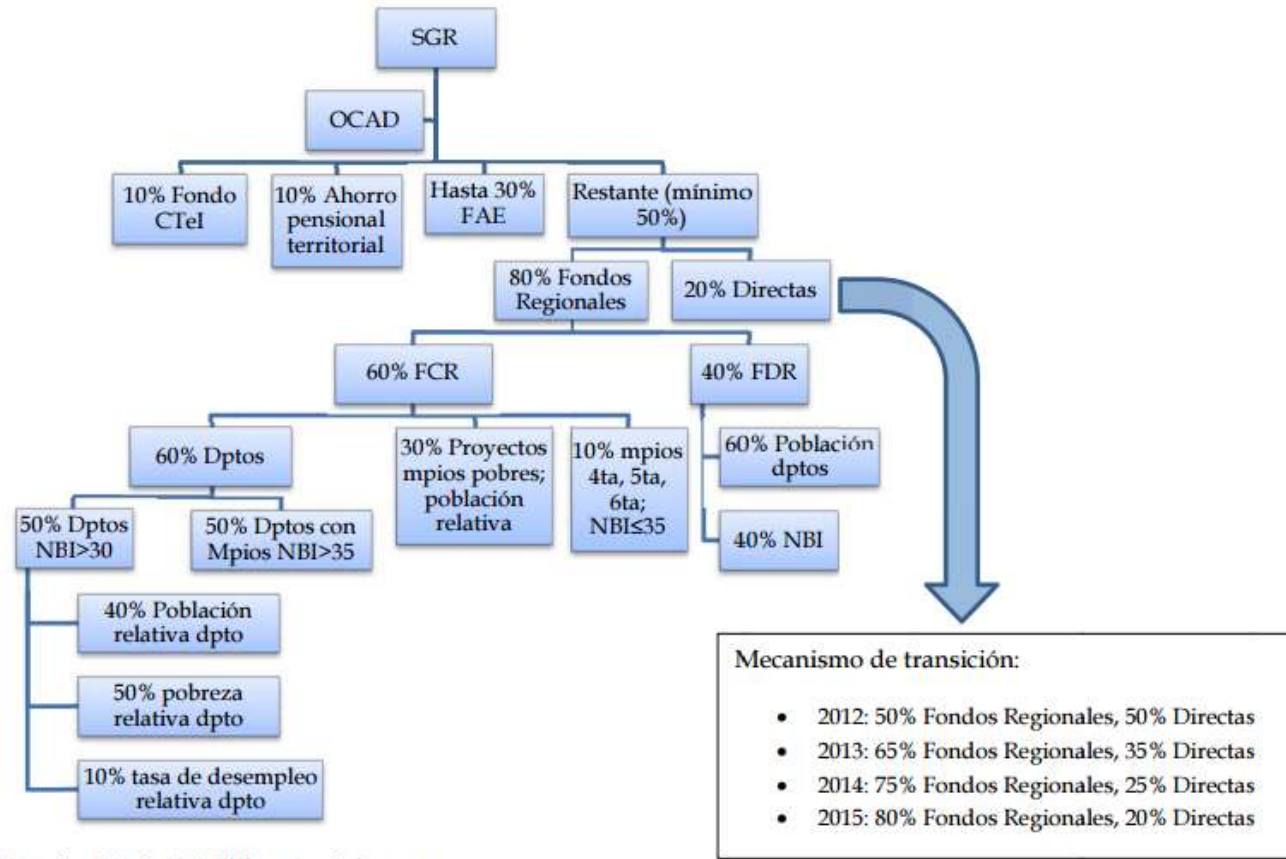 SGR
OCAD
10% Fondo
CTeI
10% Ahorro
pensional
territorial
Hasta 30%
FAE
Restante (mínimo
50%)
80% Fondos
Regionales
20% Directas
60% FCR
40% FDR
60% Dptos
30% Proyectos
mpios pobres;
población
relativa
10% mpios
4ta, 5ta,
6ta;
NBI≤35
60% Población
dptos
40% NBI
50% Dptos
NBI>30
50% Dptos con
Mpios NBI>35
40% Población
relativa dpto
50% pobreza
relativa dpto
10% tasa de desempleo
relativa dpto
Mecanismo de transición:
• 2012: 50% Fondos Regionales, 50% Directas
• 2013: 65% Fondos Regionales, 35% Directas
• 2014: 75% Fondos Regionales, 25% Directas
• 2015: 80% Fondos Regionales, 20% Directas